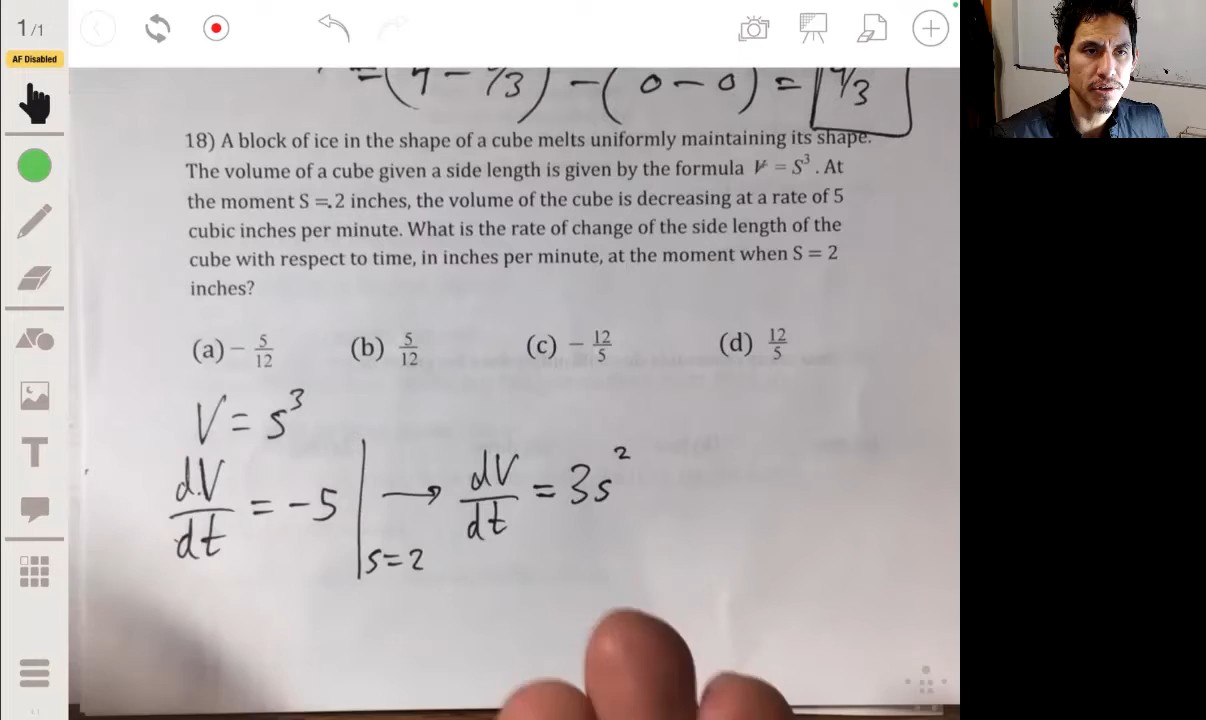 1/1
AF Disabled
= (4 - 4/3) - (0 - 0) = 4/3
18) A block of ice in the shape of a cube melts uniformly maintaining its shape.
The volume of a cube given a side length is given by the formula V = S³. At
the moment S = 2 inches, the volume of the cube is decreasing at a rate of 5
cubic inches per minute. What is the rate of change of the side length of the
cube with respect to time, in inches per minute, at the moment when S = 2
inches?
(a) - 5/12 (b) 5/12 (c) - 12/5 (d) 12/5
V = s³
dV/dt = -5 | s=2 → dV/dt = 3s²
T